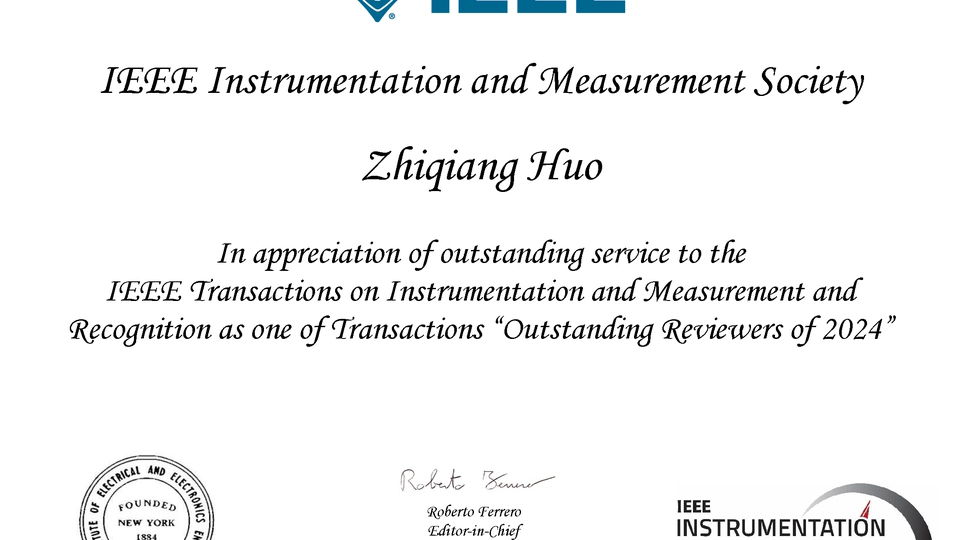 IEEE
IEEE Instrumentation and Measurement Society
Zhiqiang Huo
In appreciation of outstanding service to the
IEEE Transactions on Instrumentation and Measurement and
Recognition as one of Transactions “Outstanding Reviewers of 2024”
OF ELECTRICAL AND ELECTRONICS
FOUNDED
NEW YORK
1884
Roberto Ferrero
Roberto Ferrero
Editor-in-Chief
IEEE
INSTRUMENTATION